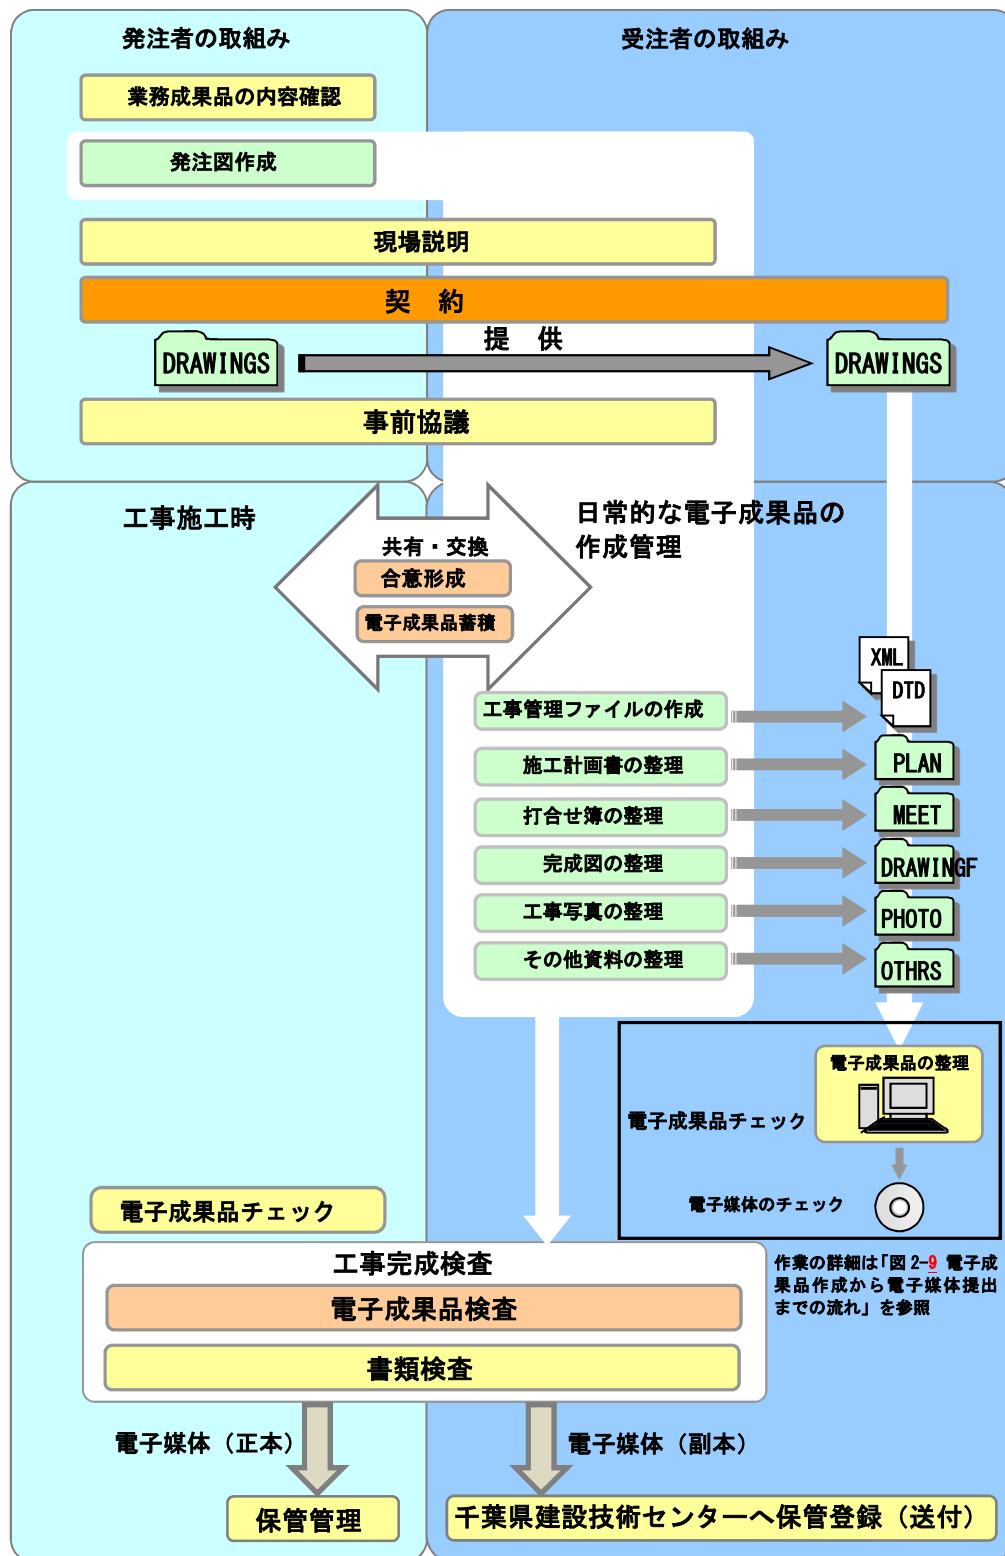 発注者の取組み
受注者の取組み
業務成果品の内容確認
発注図作成
現場説明
契　約
提　供
DRAWINGS
DRAWINGS
事前協議
工事施工時
日常的な電子成果品の
作成管理
共有・交換
合意形成
電子成果品蓄積
XML
DTD
工事管理ファイルの作成
施工計画書の整理
PLAN
打合せ簿の整理
MEET
完成図の整理
DRAWINGF
工事写真の整理
PHOTO
その他資料の整理
OTHRS
電子成果品の整理
電子成果品チェック
電子媒体のチェック
電子成果品チェック
工事完成検査
電子成果品検査
書類検査
作業の詳細は「図 2-9 電子成
果品作成から電子媒体提出
までの流れ」を参照
電子媒体（正本）
電子媒体（副本）
保管管理
千葉県建設技術センターへ保管登録（送付）